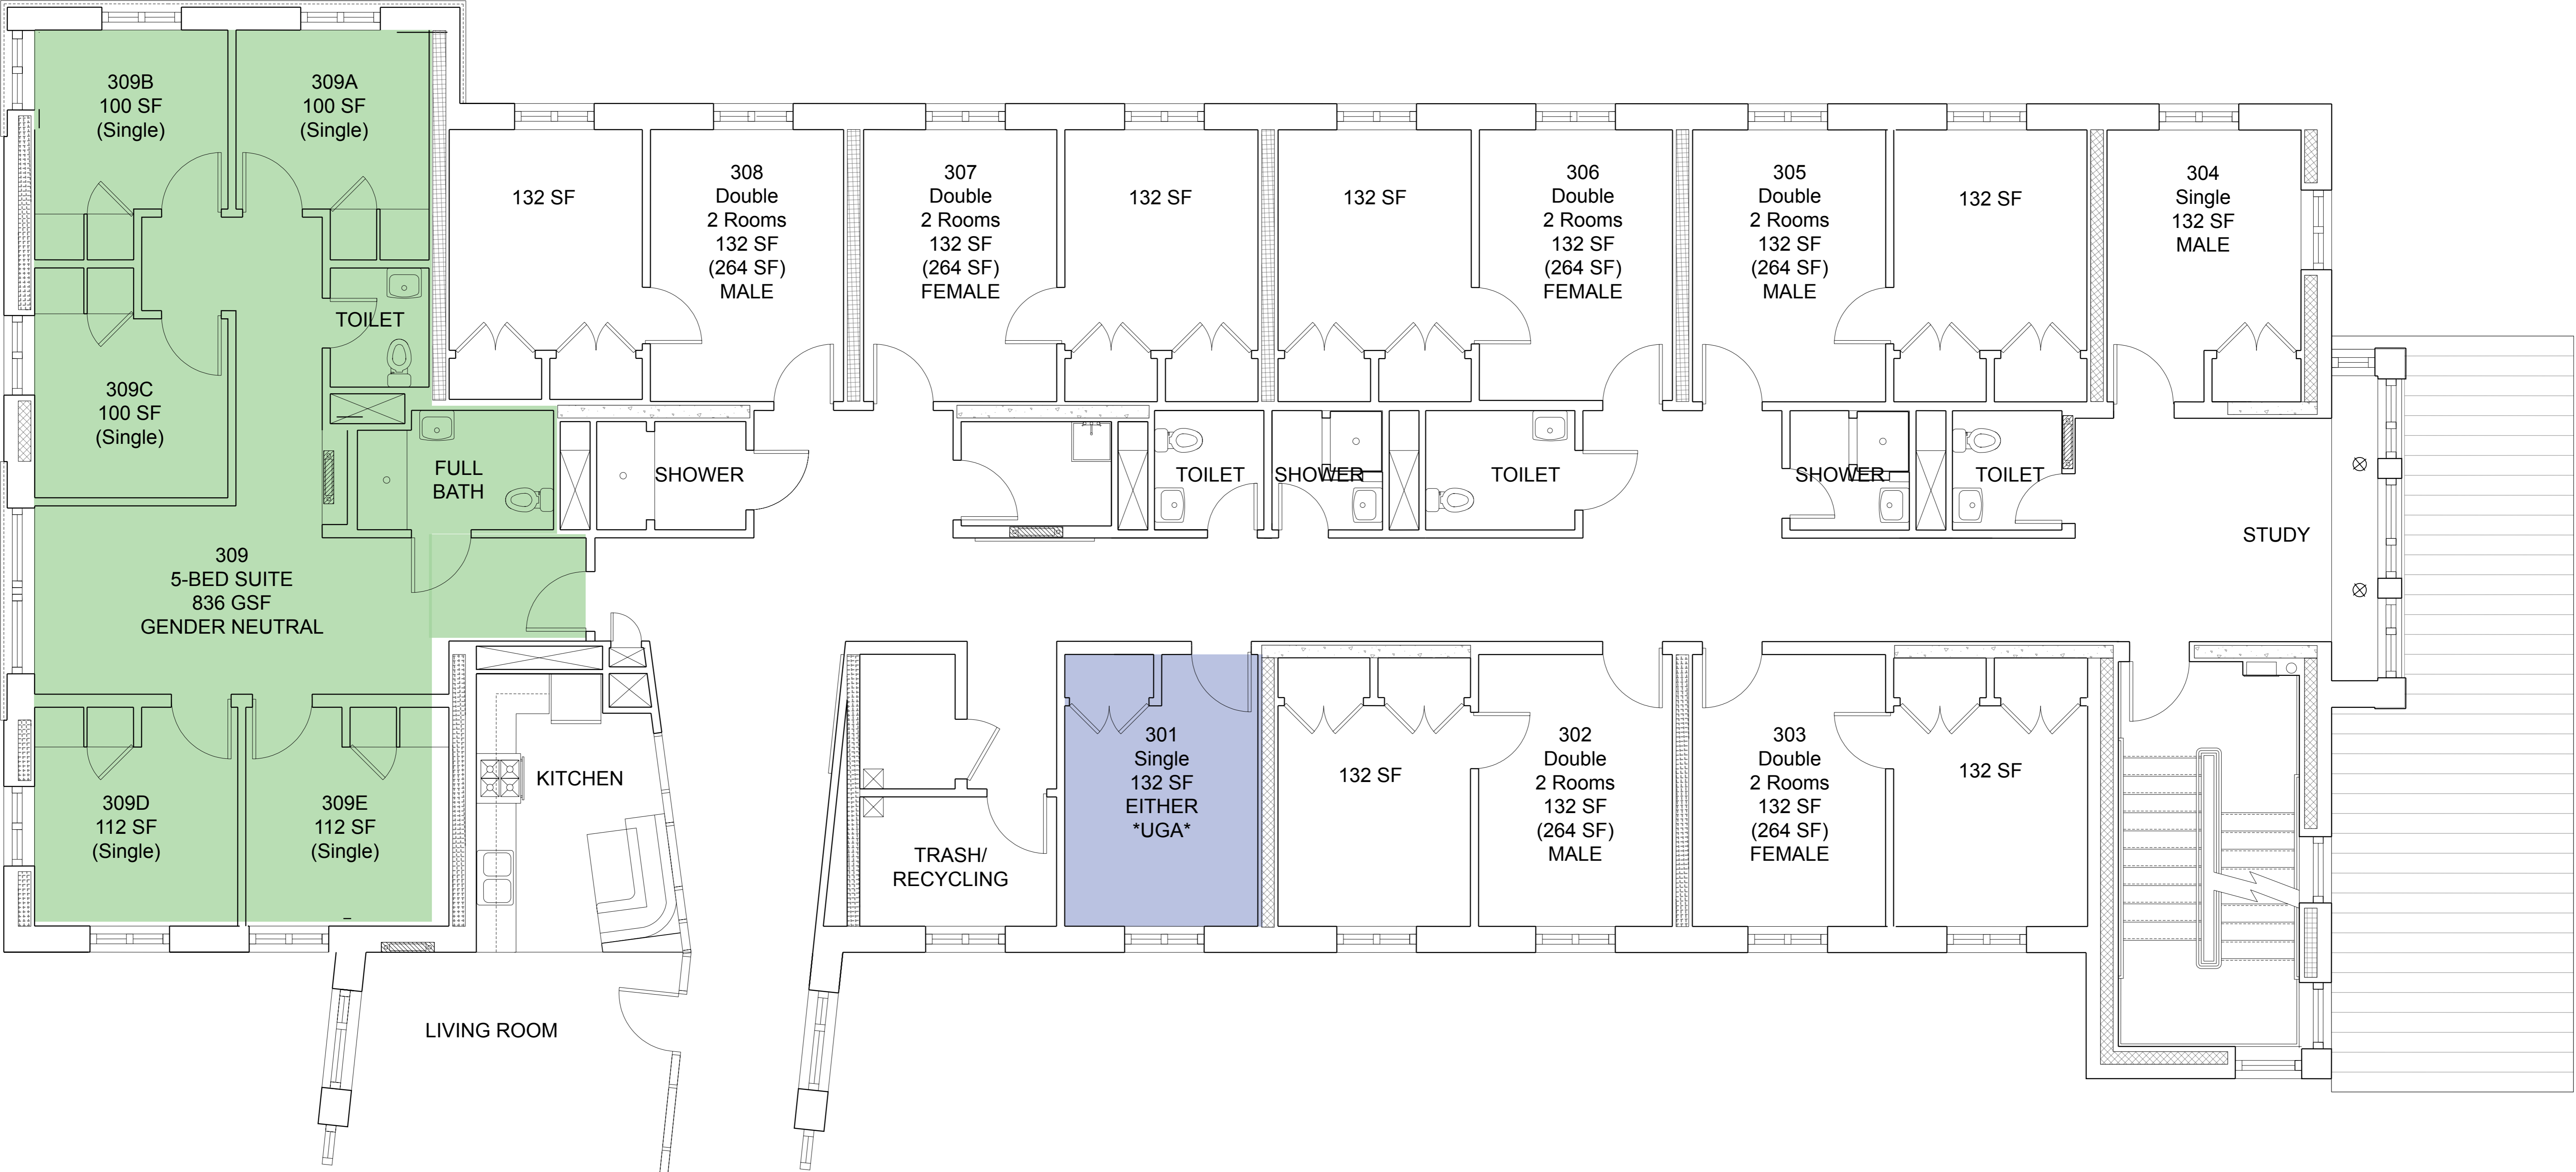 309B
100 SF
(Single)
309A
100 SF
(Single)
132 SF
308
Double
2 Rooms
132 SF
(264 SF)
MALE
307
Double
2 Rooms
132 SF
(264 SF)
FEMALE
132 SF
132 SF
306
Double
2 Rooms
132 SF
(264 SF)
FEMALE
305
Double
2 Rooms
132 SF
(264 SF)
MALE
132 SF
304
Single
132 SF
MALE
TOILET
309C
100 SF
(Single)
FULL
BATH
SHOWER
TOILET
SHOWER
TOILET
SHOWER
TOILET
STUDY
309
5-BED SUITE
836 GSF
GENDER NEUTRAL
309D
112 SF
(Single)
309E
112 SF
(Single)
KITCHEN
TRASH/
RECYCLING
301
Single
132 SF
EITHER
*UGA*
132 SF
302
Double
2 Rooms
132 SF
(264 SF)
MALE
303
Double
2 Rooms
132 SF
(264 SF)
FEMALE
132 SF
LIVING ROOM